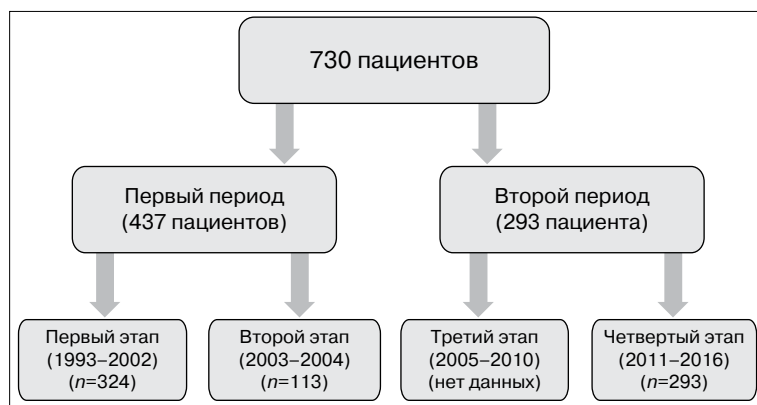 730 пациентов
Первый период
(437 пациентов)
Второй период
(293 пациента)
Первый этап
(1993–2002)
(n=324)
Второй этап
(2003–2004)
(n=113)
Третий этап
(2005–2010)
(нет данных)
Четвертый этап
(2011–2016)
(n=293)